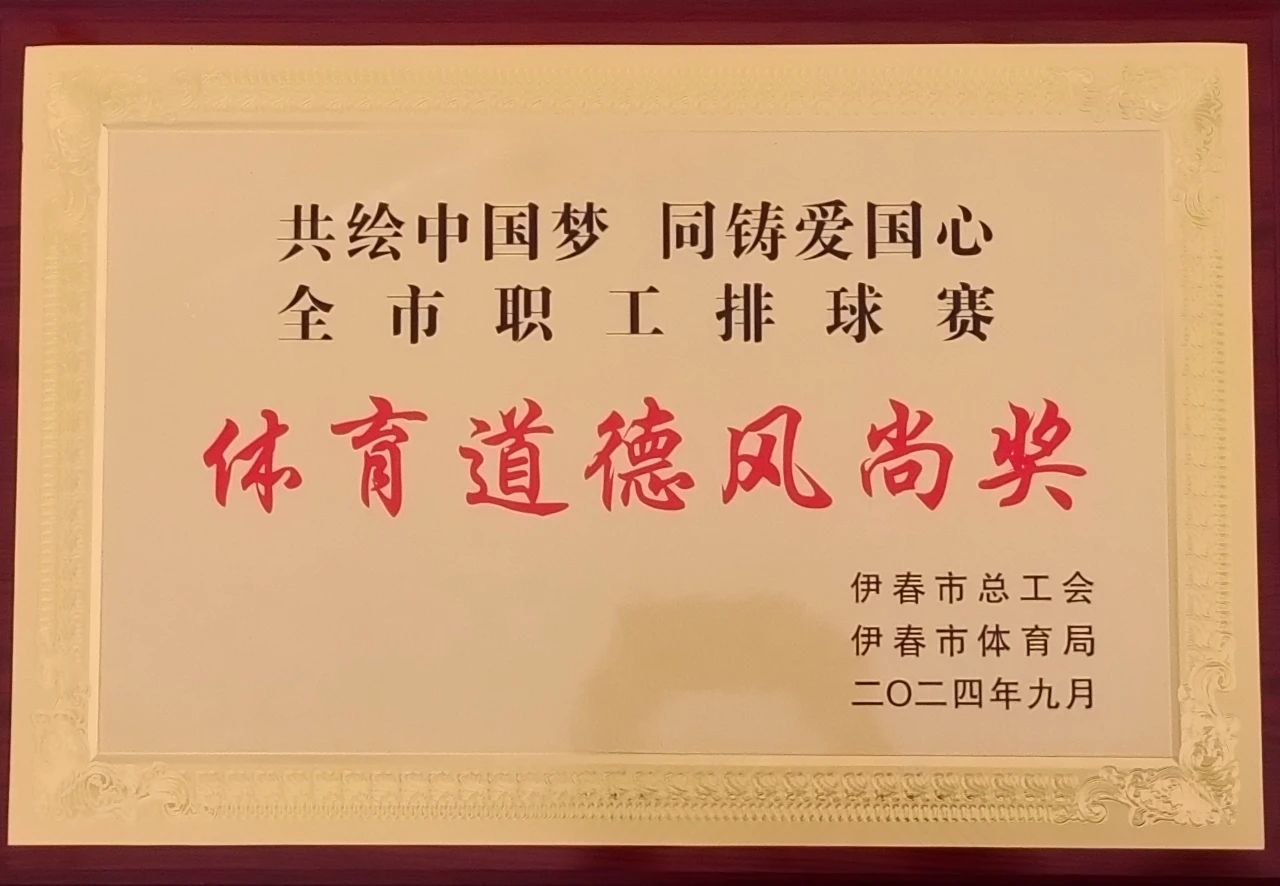 共绘中国梦 同铸爱国心
全市职工排球赛
体育道德风尚奖
伊春市总工会
伊春市体育局
二〇二四年九月